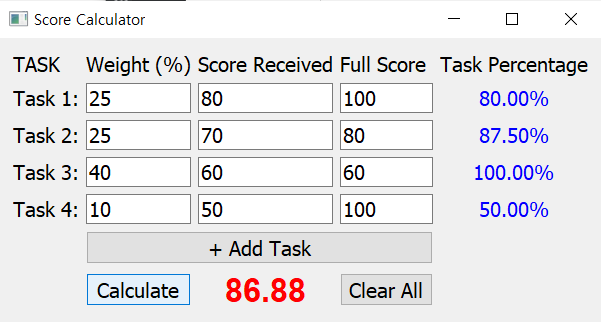 Score Calculator
TASK Weight (%) Score Received Full Score Task Percentage
Task 1: 25 80 100 80.00%
Task 2: 25 70 80 87.50%
Task 3: 40 60 60 100.00%
Task 4: 10 50 100 50.00%
+ Add Task
Calculate 86.88 Clear All